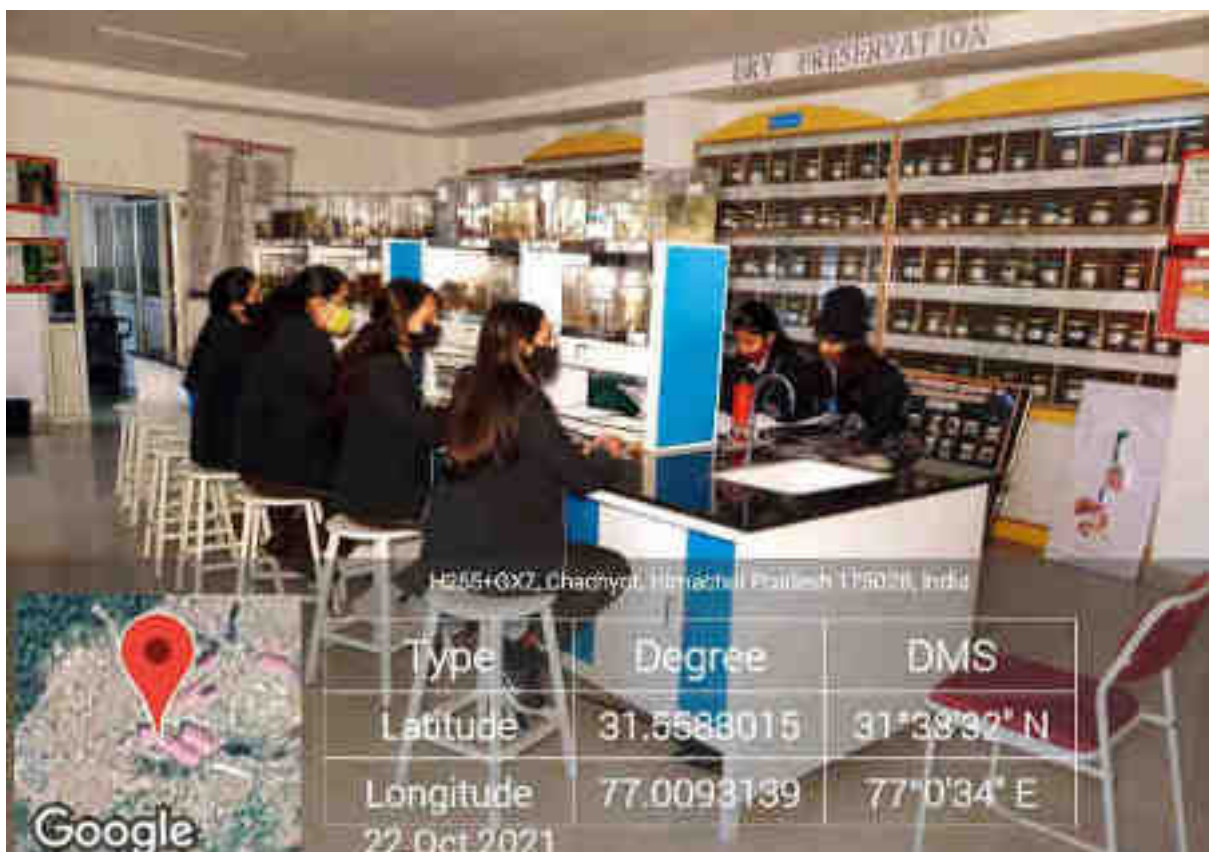 DRY PRESERVATION
H255+GX7, Chachyot, Himachal Pradesh 175028, India
Type Degree DMS
Latitude 31.5588015 31°33'32" N
Longitude 77.0093139 77°0'34" E
Google
22-Oct-2021